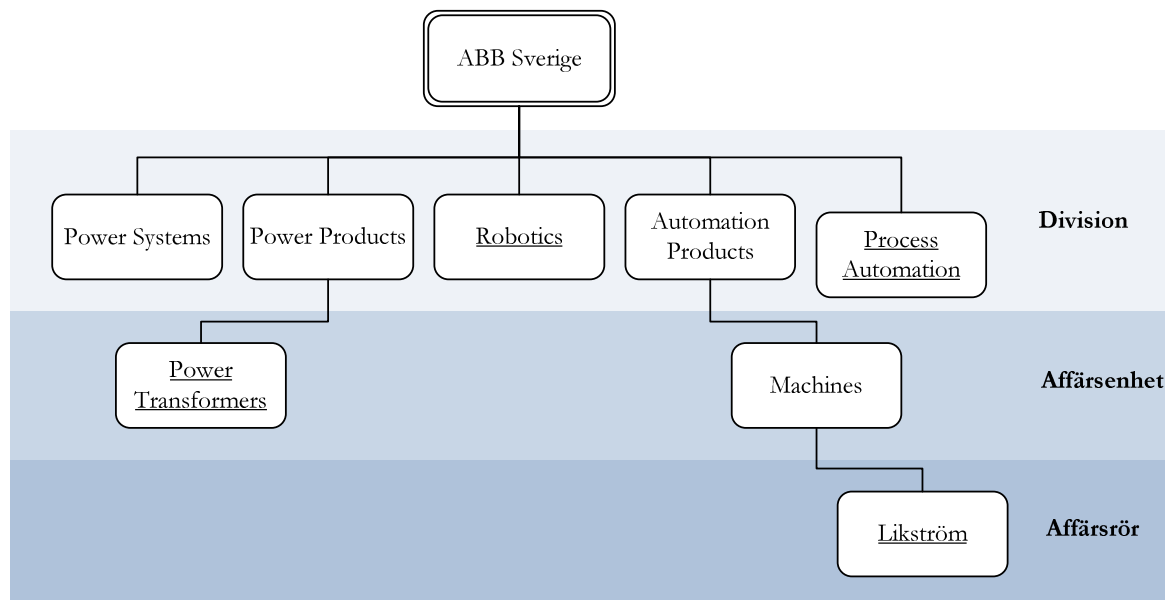 ABB Sverige
Power Systems
Power Products
Robotics
Automation
Products
Process
Automation
Division
Power
Transformers
Machines
Affärsenhet
Likström
Affärsrör